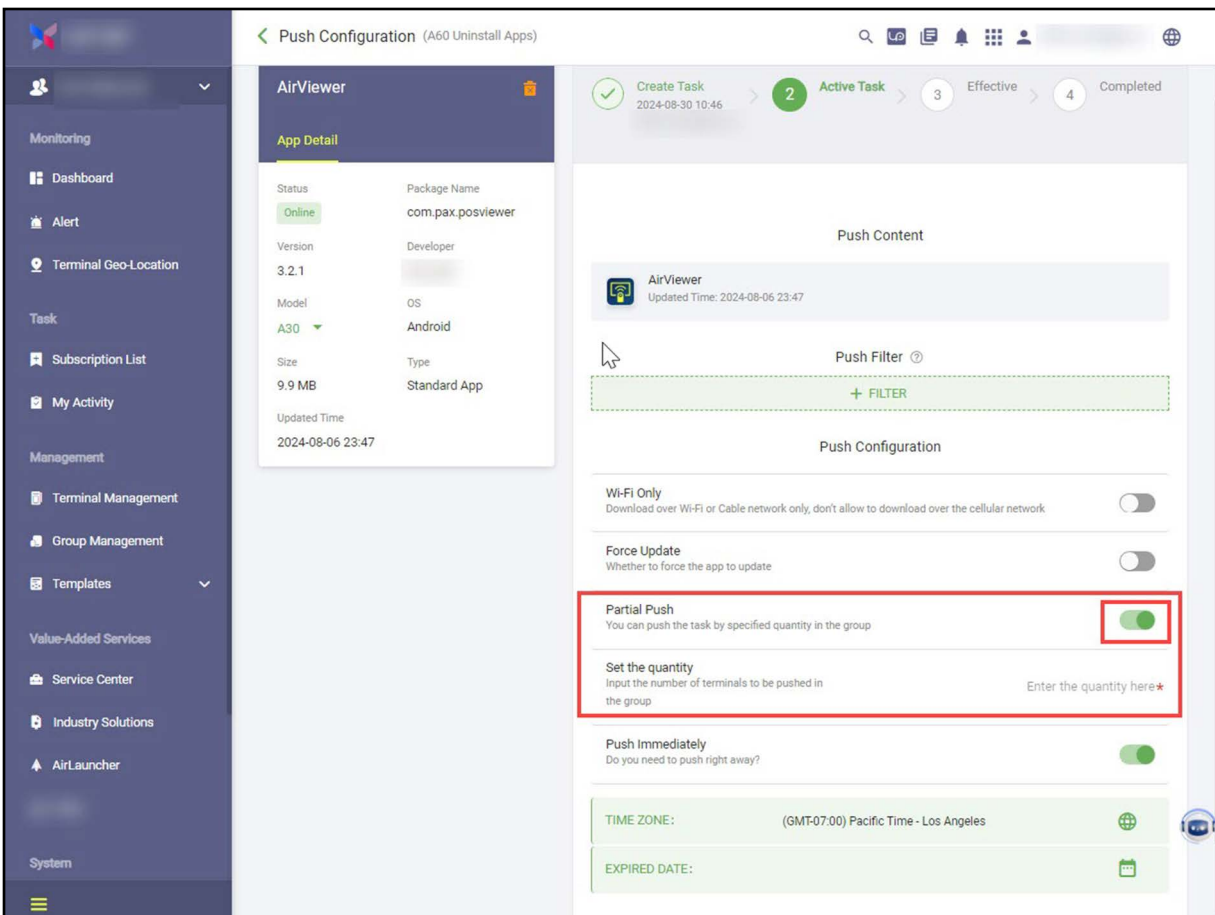 Push Configuration (A60 Uninstall Apps)
Monitoring
Dashboard
Alert
Terminal Geo-Location
Task
Subscription List
My Activity
Management
Terminal Management
Group Management
Templates
Value-Added Services
Service Center
Industry Solutions
AirLauncher
System
AirViewer
App Detail
Status
Package Name
Online
com.pax.posviewer
Version
Developer
3.2.1
Model
OS
A30
Android
Size
Type
9.9 MB
Standard App
Updated Time
2024-08-06 23:47
Create Task
2024-08-30 10:46
2
Active Task
3
Effective
4
Completed
Push Content
AirViewer
Updated Time: 2024-08-06 23:47
Push Filter
+ FILTER
Push Configuration
Wi-Fi Only
Download over Wi-Fi or Cable network only, don't allow to download over the cellular network
Force Update
Whether to force the app to update
Partial Push
You can push the task by specified quantity in the group
Set the quantity
Input the number of terminals to be pushed in
the group
Enter the quantity here*
Push Immediately
Do you need to push right away?
TIME ZONE: (GMT-07:00) Pacific Time - Los Angeles
EXPIRED DATE: